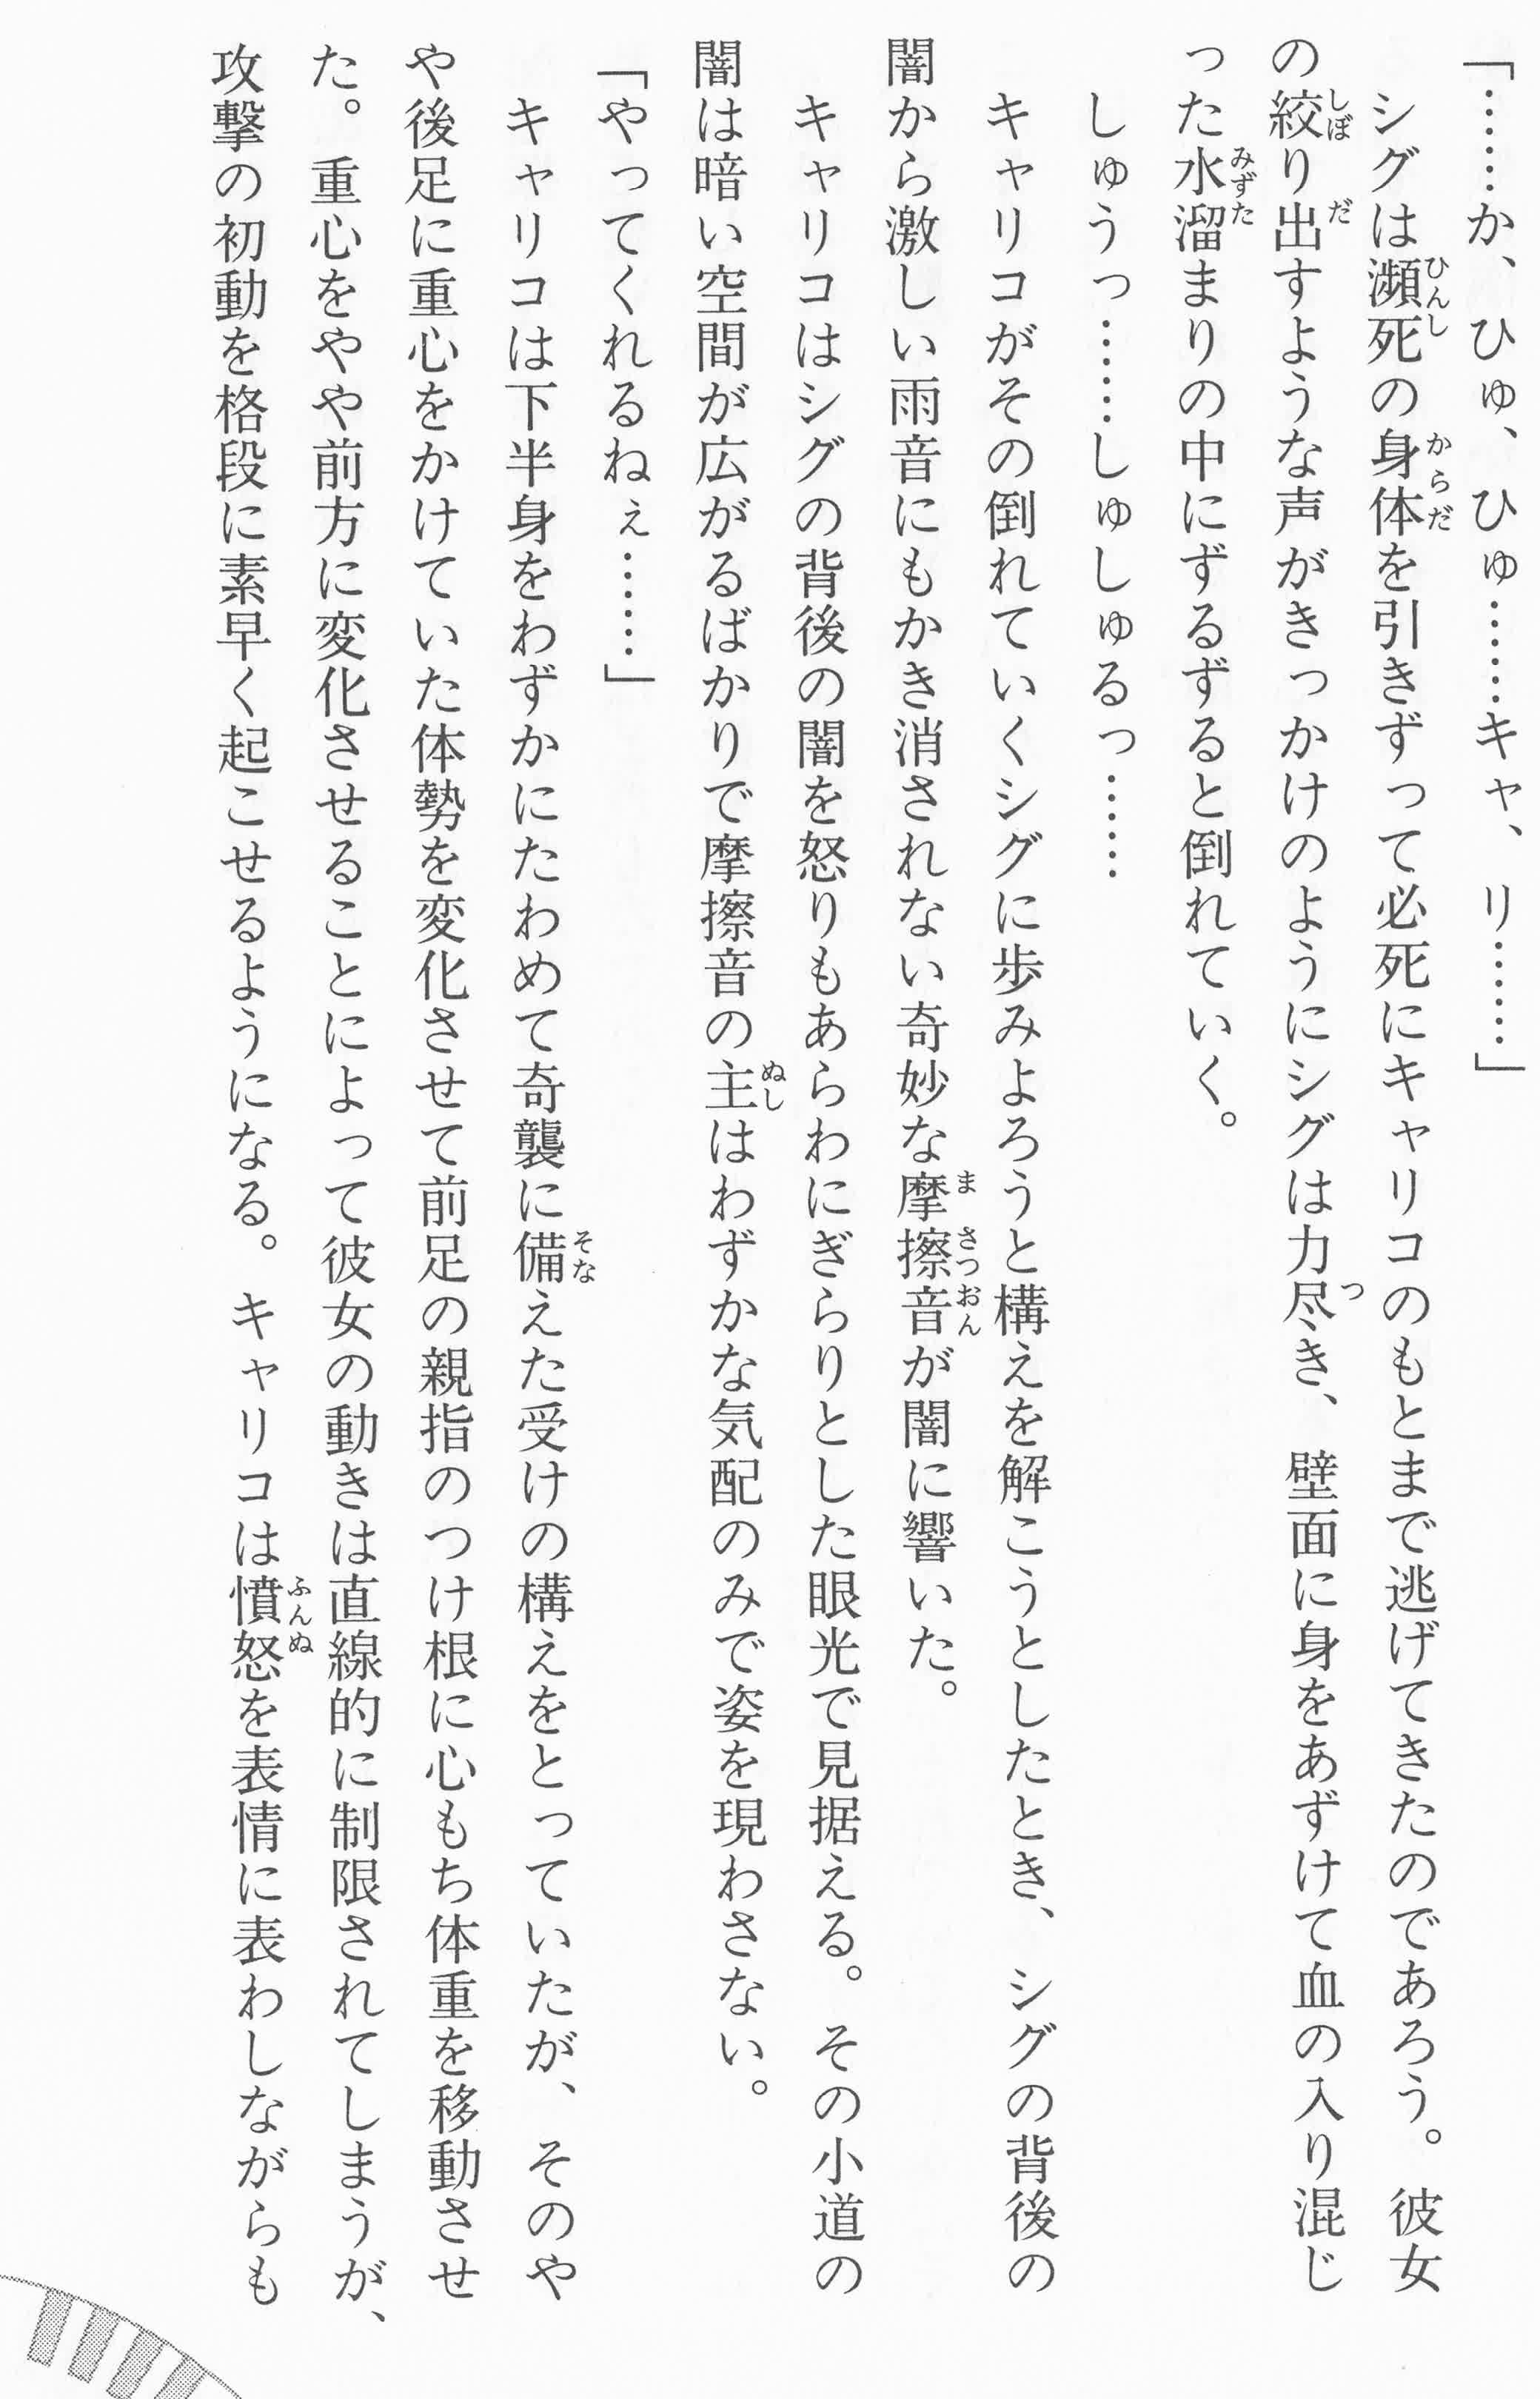 「……か、ひゅ、ひゅ………キャ、リ………」
　シグは瀕死の身体を引きずって必死にキャリコのもとまで逃げてきたのであろう。彼女
の絞り出すような声がきっかけのようにシグは力尽き、壁面に身をあずけて血の入り混じ
った水溜まりの中にずるずると倒れていく。
　しゅうっ………しゅしゅるっ………
　キャリコがその倒れていくシグに歩みよろうと構えを解こうとしたとき、シグの背後の
闇から激しい雨音にもかき消されない奇妙な摩擦音が闇に響いた。
　キャリコはシグの背後の闇を怒りもあらわにぎらりとした眼光で見据える。その小道の
闇は暗い空間が広がるばかりで摩擦音の主はわずかな気配のみで姿を現わさない。
「やってくれるねぇ………」
　キャリコは下半身をわずかにたわめて奇襲に備えた受けの構えをとっていたが、そのや
や後足に重心をかけていた体勢を変化させて前足の親指のつけ根に心もち体重を移動させ
た。重心をやや前方に変化させることによって彼女の動きは直線的に制限されてしまうが、
攻撃の初動を格段に素早く起こせるようになる。キャリコは憤怒を表情に表わしながらも